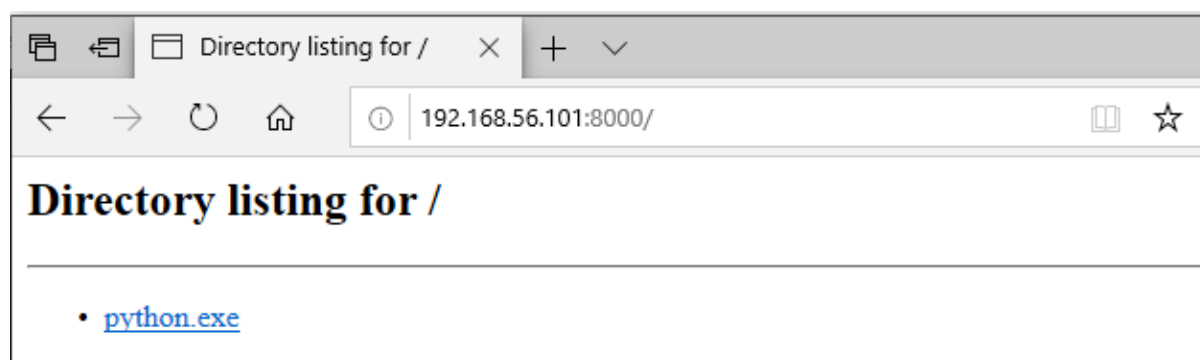 Directory listing for /
192.168.56.101:8000/
Directory listing for /
python.exe